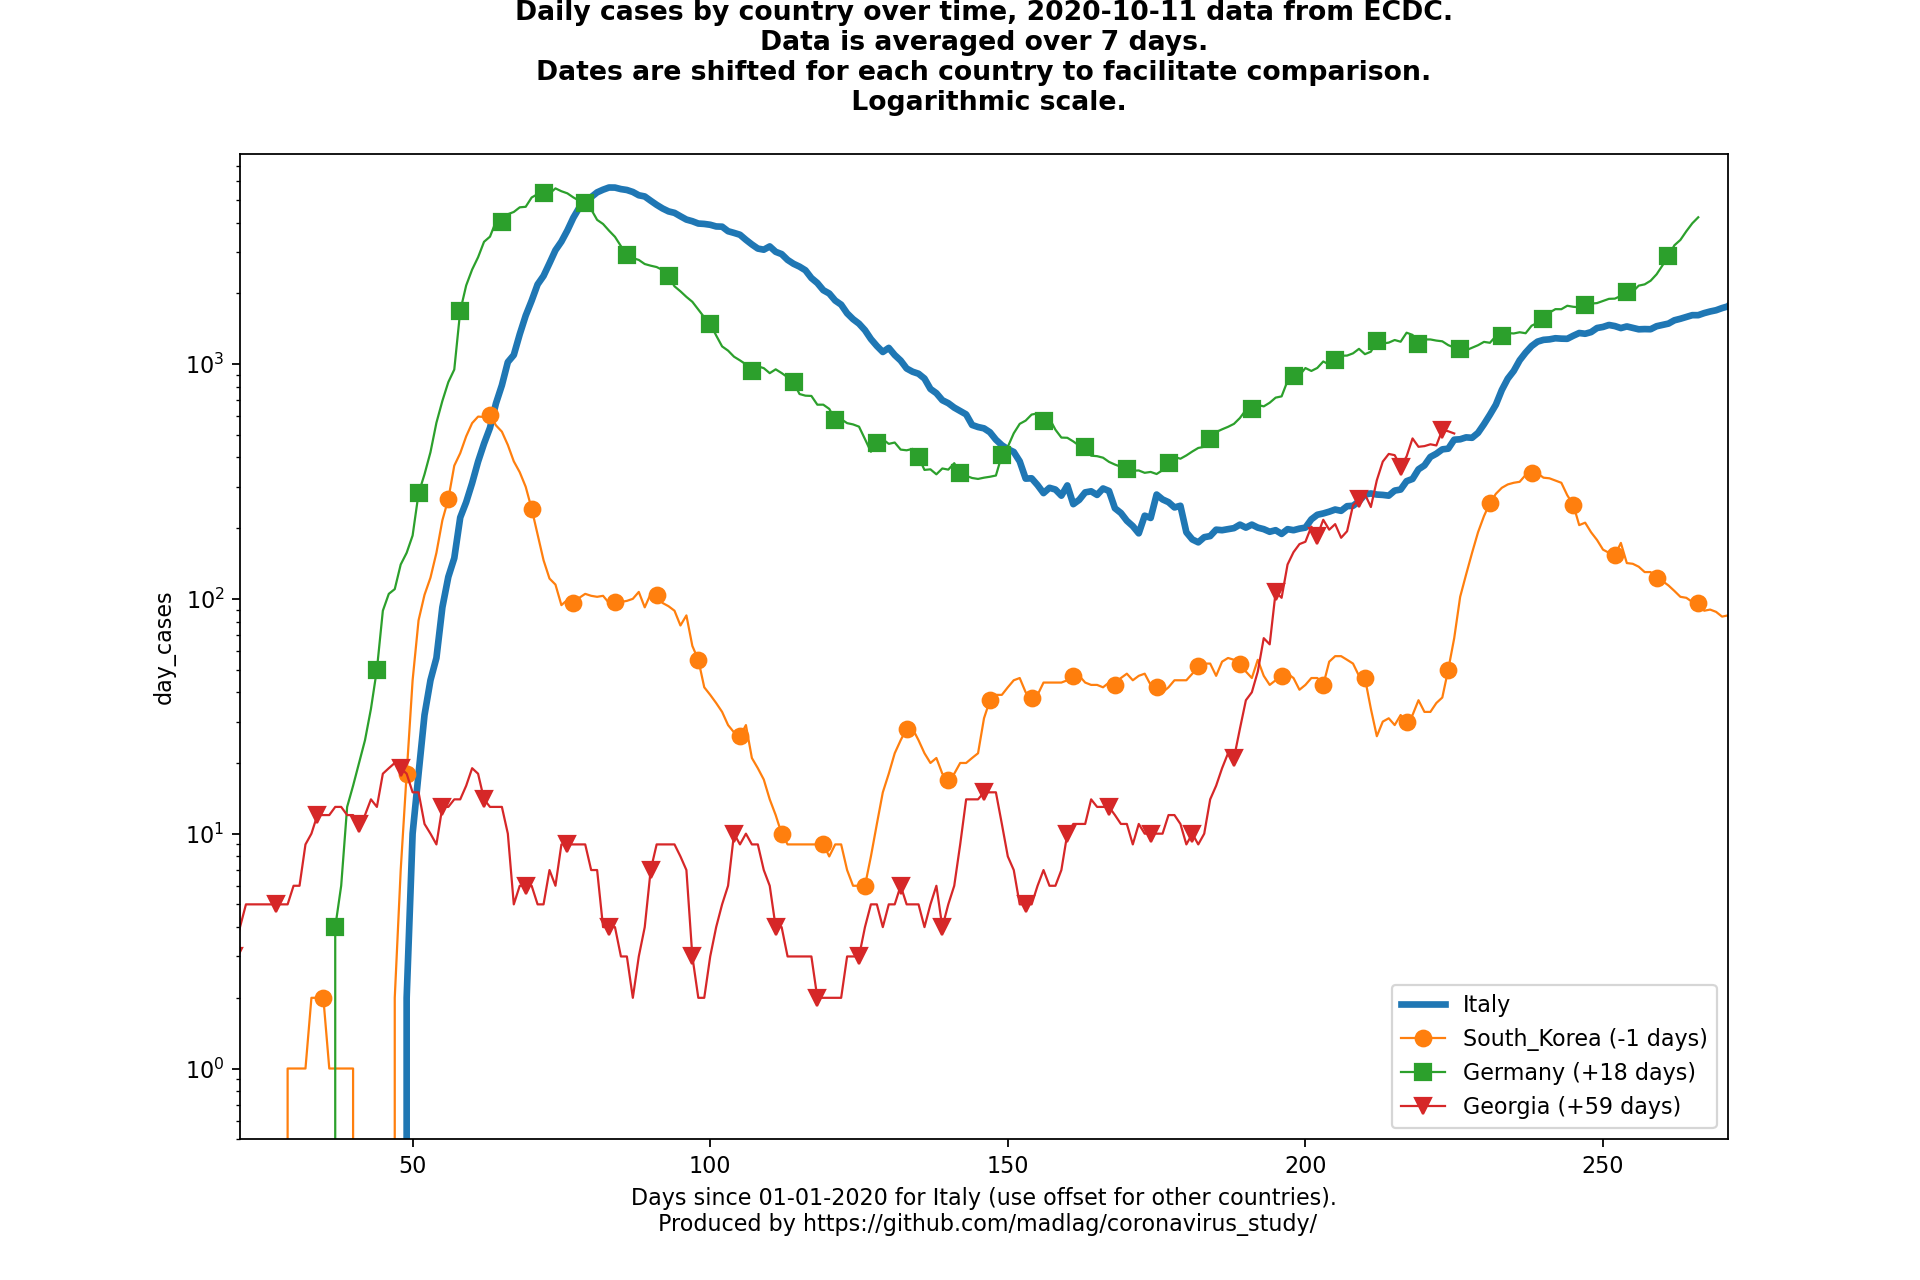 Daily cases by country over time, 2020-10-11 data from ECDC.
Data is averaged over 7 days.
Dates are shifted for each country to facilitate comparison.
Logarithmic scale.
10³
10²
10¹
10⁰
day_cases
50 100 150 200 250
Italy
South_Korea (-1 days)
Germany (+18 days)
Georgia (+59 days)
Days since 01-01-2020 for Italy (use offset for other countries).
Produced by https://github.com/madlag/coronavirus_study/